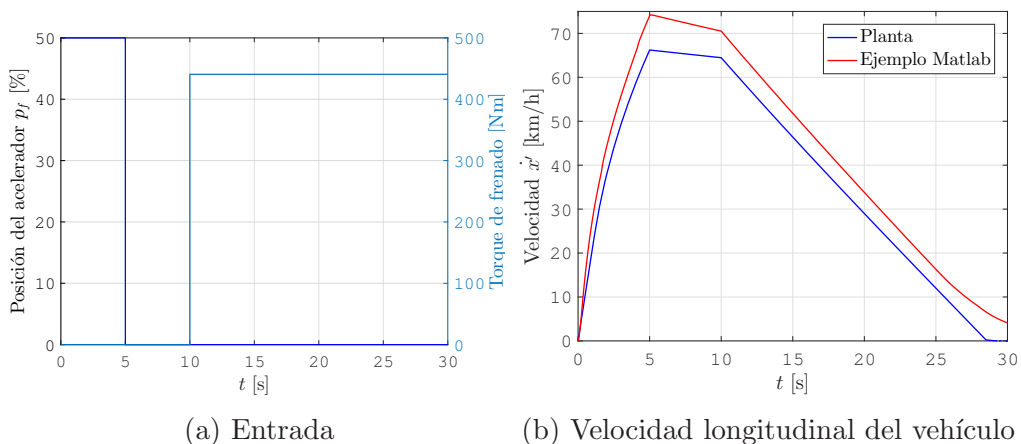 Posición del acelerador p_f [%]
50
40
30
20
10
0
0 5 10 15 20 25 30
t [s]
500
400
300
200
100
0
Torque de frenado [Nm]
(a) Entrada
Velocidad ẋ′ [km/h]
70
60
50
40
30
20
10
0
0 5 10 15 20 25 30
t [s]
Planta
Ejemplo Matlab
(b) Velocidad longitudinal del vehículo